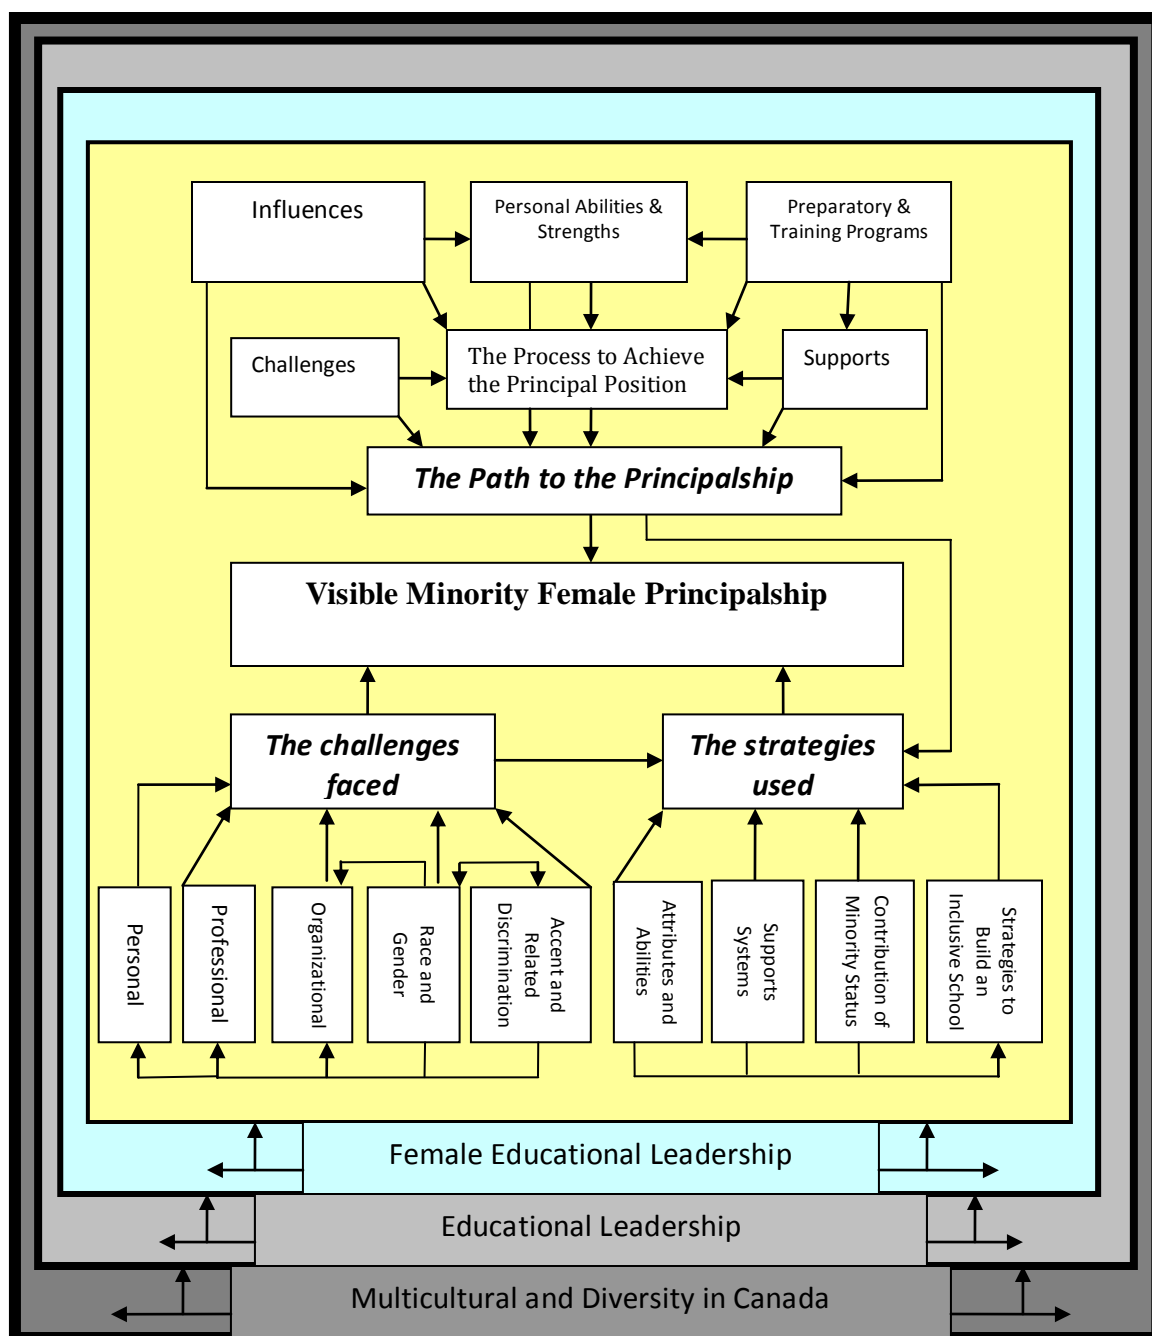 Influences
Personal Abilities &
Strengths
Preparatory &
Training Programs
Challenges
The Process to Achieve
the Principal Position
Supports
The Path to the Principalship
Visible Minority Female Principalship
The challenges
faced
The strategies
used
Personal
Professional
Organizational
Race and
Gender
Accent and
Related
Discrimination
Attributes and
Abilities
Supports
Systems
Contribution of
Minority Status
Strategies to
Build an
Inclusive School
Female Educational Leadership
Educational Leadership
Multicultural and Diversity in Canada